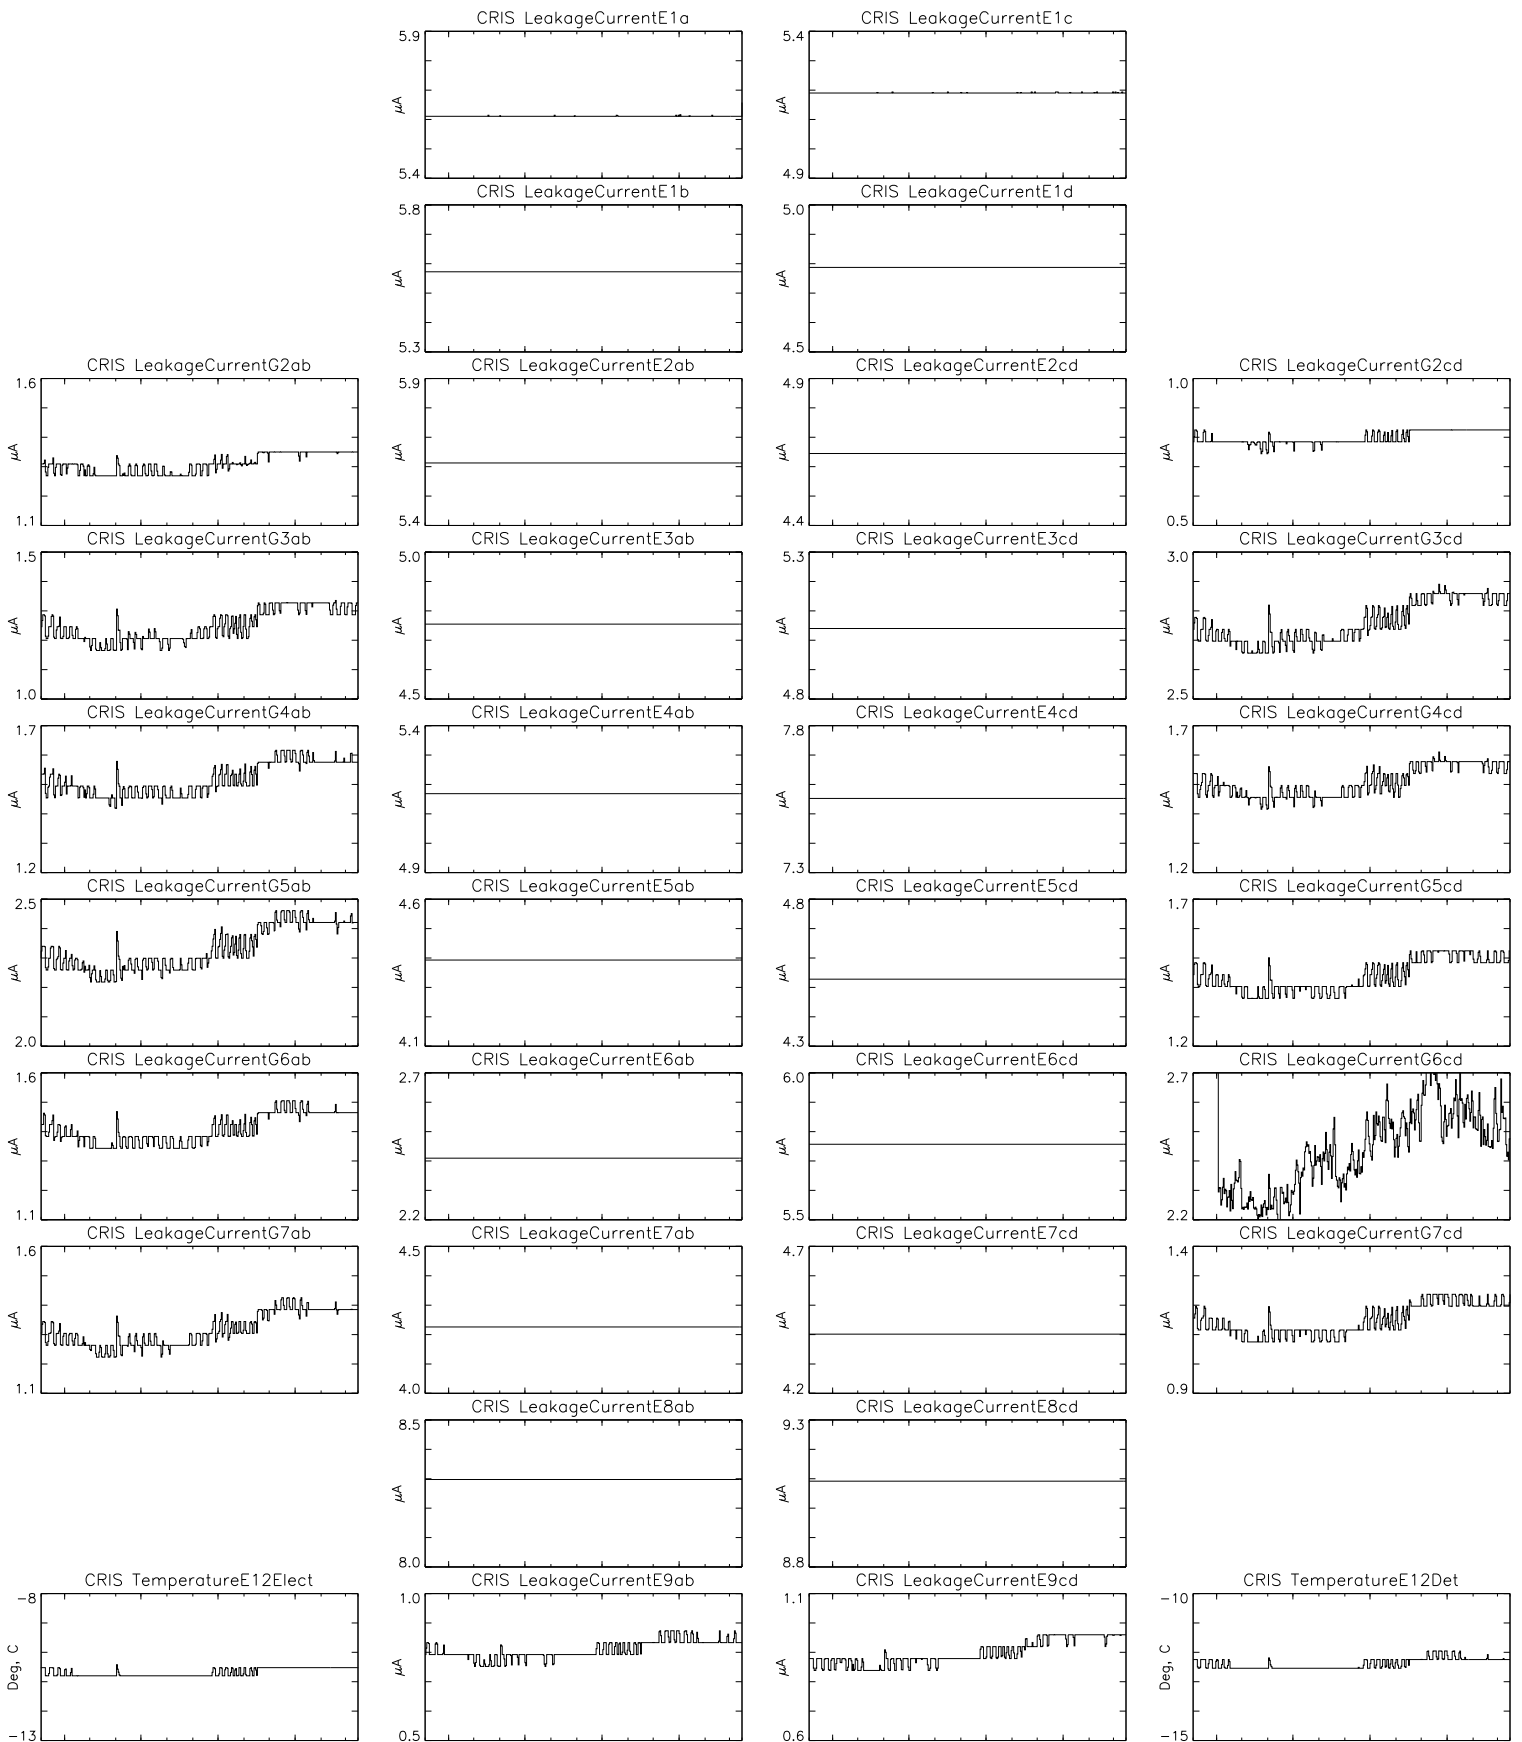 CRIS LeakageCurrentE1a
5.9
μA
5.4
CRIS LeakageCurrentE1c
5.4
μA
4.9
CRIS LeakageCurrentE1b
5.8
μA
5.3
CRIS LeakageCurrentE1d
5.0
μA
4.5
CRIS LeakageCurrentG2ab
1.6
μA
1.1
CRIS LeakageCurrentE2ab
5.9
μA
5.4
CRIS LeakageCurrentE2cd
4.9
μA
4.4
CRIS LeakageCurrentG2cd
1.0
μA
0.5
CRIS LeakageCurrentG3ab
1.5
μA
1.0
CRIS LeakageCurrentE3ab
5.0
μA
4.5
CRIS LeakageCurrentE3cd
5.3
μA
4.8
CRIS LeakageCurrentG3cd
3.0
μA
2.5
CRIS LeakageCurrentG4ab
1.7
μA
1.2
CRIS LeakageCurrentE4ab
5.4
μA
4.9
CRIS LeakageCurrentE4cd
7.8
μA
7.3
CRIS LeakageCurrentG4cd
1.7
μA
1.2
CRIS LeakageCurrentG5ab
2.5
μA
2.0
CRIS LeakageCurrentE5ab
4.6
μA
4.1
CRIS LeakageCurrentE5cd
4.8
μA
4.3
CRIS LeakageCurrentG5cd
1.7
μA
1.2
CRIS LeakageCurrentG6ab
1.6
μA
1.1
CRIS LeakageCurrentE6ab
2.7
μA
2.2
CRIS LeakageCurrentE6cd
6.0
μA
5.5
CRIS LeakageCurrentG6cd
2.7
μA
2.2
CRIS LeakageCurrentG7ab
1.6
μA
1.1
CRIS LeakageCurrentE7ab
4.5
μA
4.0
CRIS LeakageCurrentE7cd
4.7
μA
4.2
CRIS LeakageCurrentG7cd
1.4
μA
0.9
CRIS LeakageCurrentE8ab
8.5
μA
8.0
CRIS LeakageCurrentE8cd
9.3
μA
8.8
CRIS TemperatureE12Elect
−8
Deg, C
−13
CRIS LeakageCurrentE9ab
1.0
μA
0.5
CRIS LeakageCurrentE9cd
1.1
μA
0.6
CRIS TemperatureE12Det
−10
Deg, C
−15